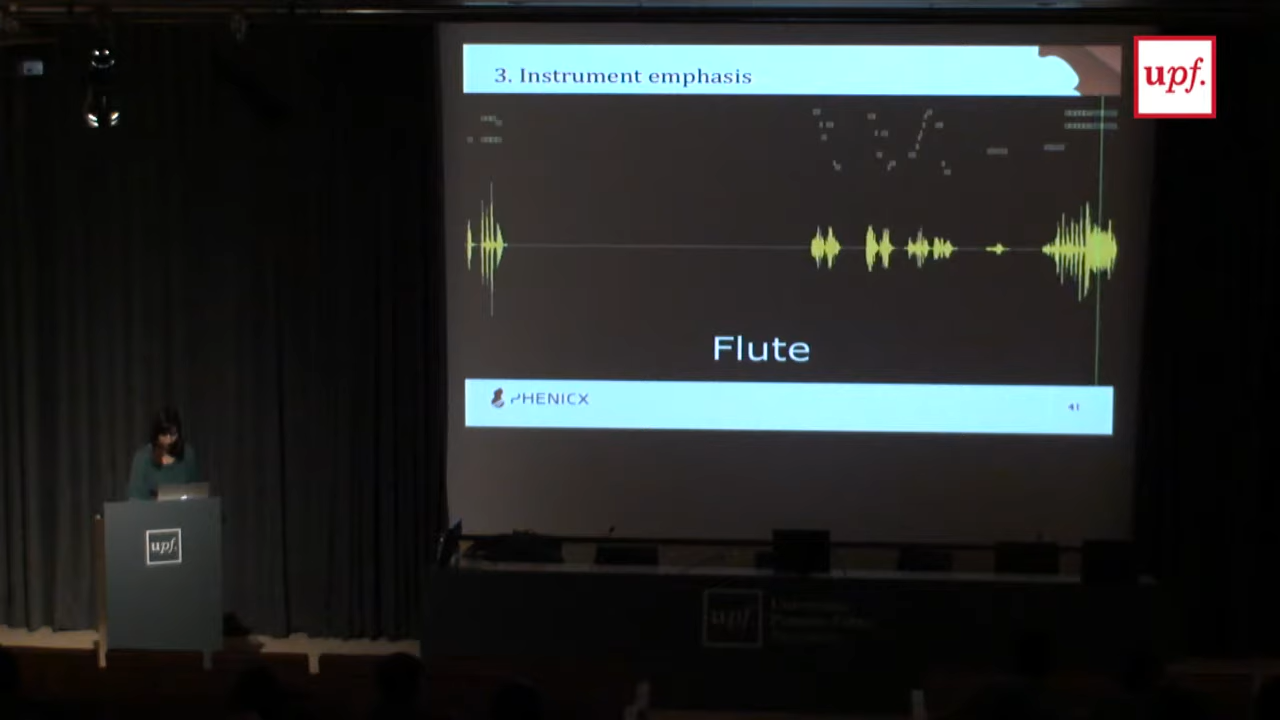 3. Instrument emphasis
upf.
Flute
PHENICX
upf.
upf.